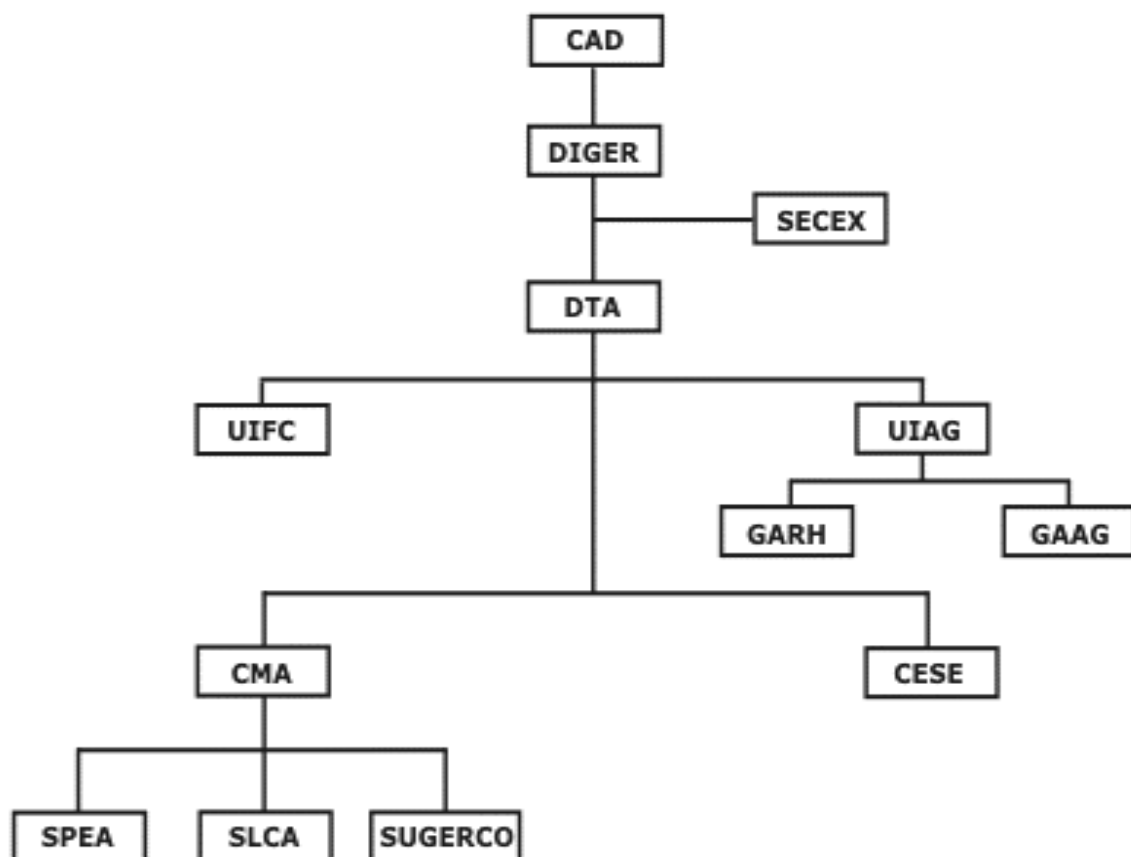 CAD
DIGER
SECEX
DTA
UIFC
UIAG
GARH
GAAG
CMA
CESE
SPEA
SLCA
SUGERCO